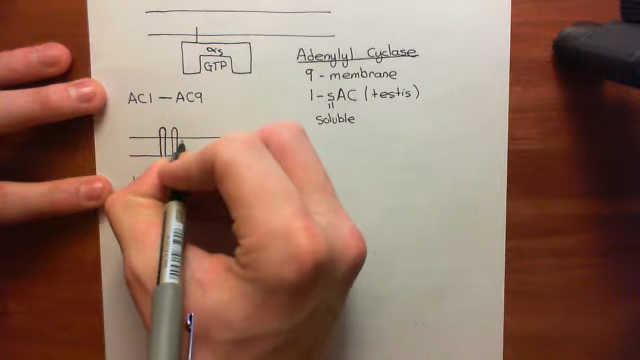 αs
GTP
Adenylyl Cyclase
9 - membrane
1 - sAC (testis)
soluble
AC1 — AC9